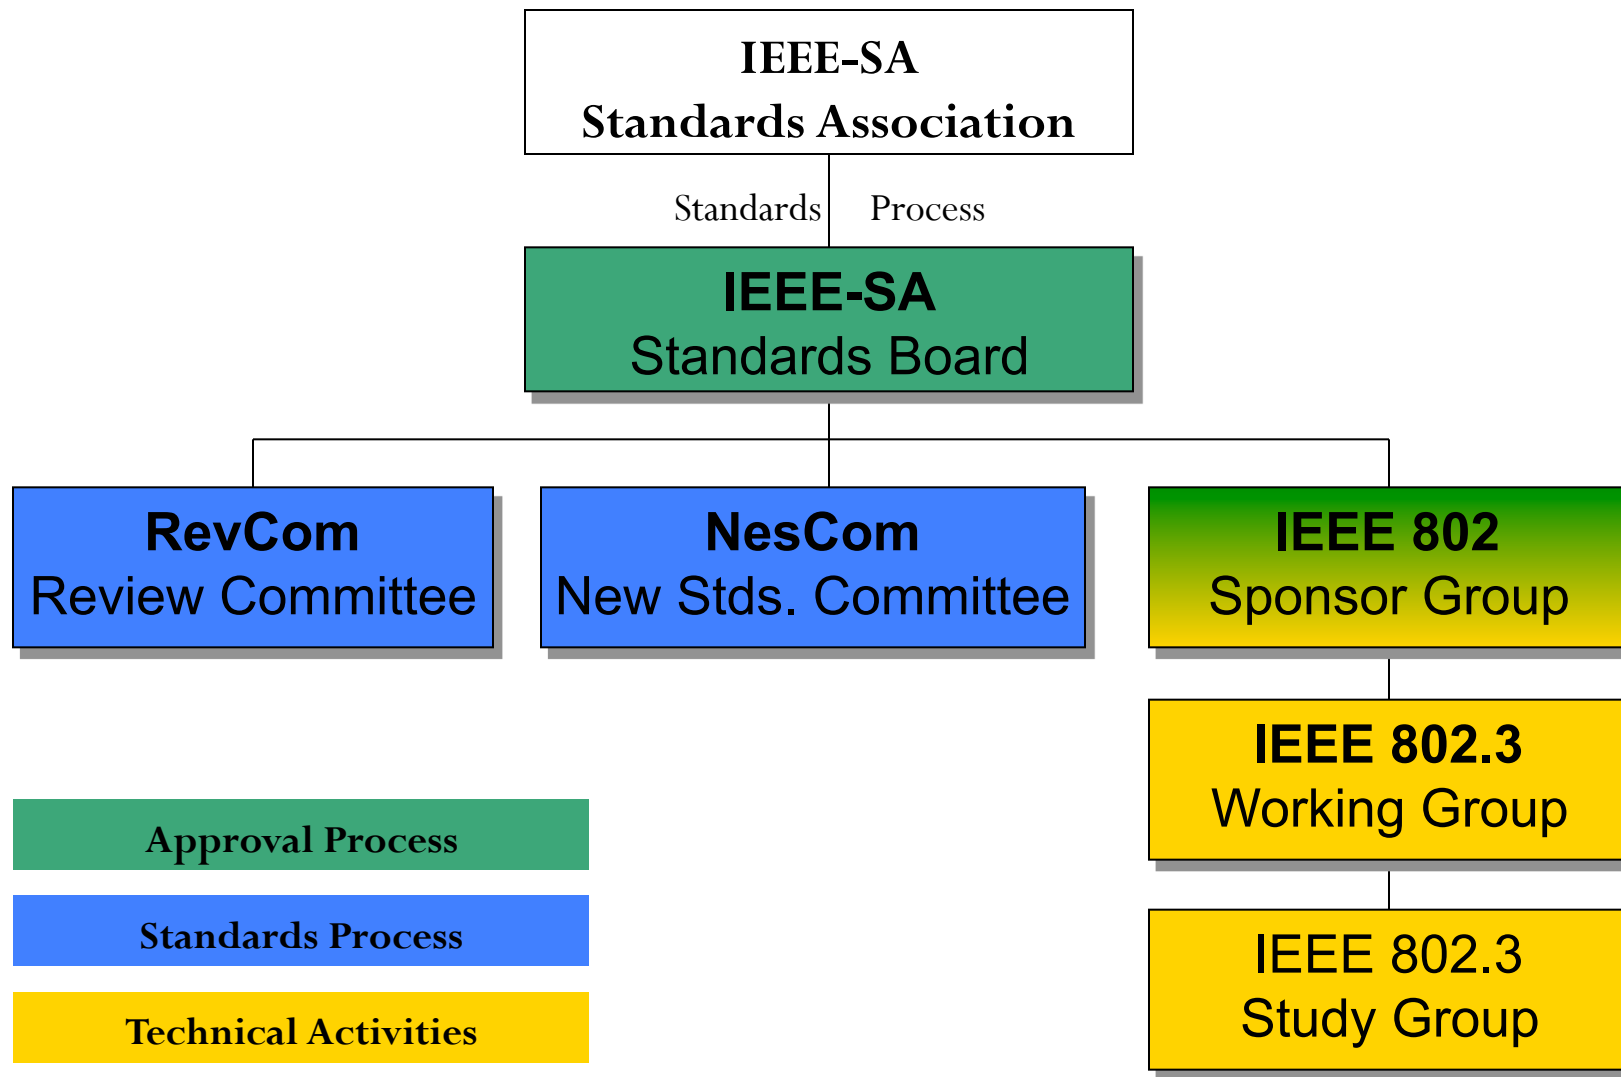 IEEE-SA
Standards Association
Standards Process
IEEE-SA
Standards Board
RevCom
Review Committee
NesCom
New Stds. Committee
IEEE 802
Sponsor Group
IEEE 802.3
Working Group
IEEE 802.3
Study Group
Approval Process
Standards Process
Technical Activities